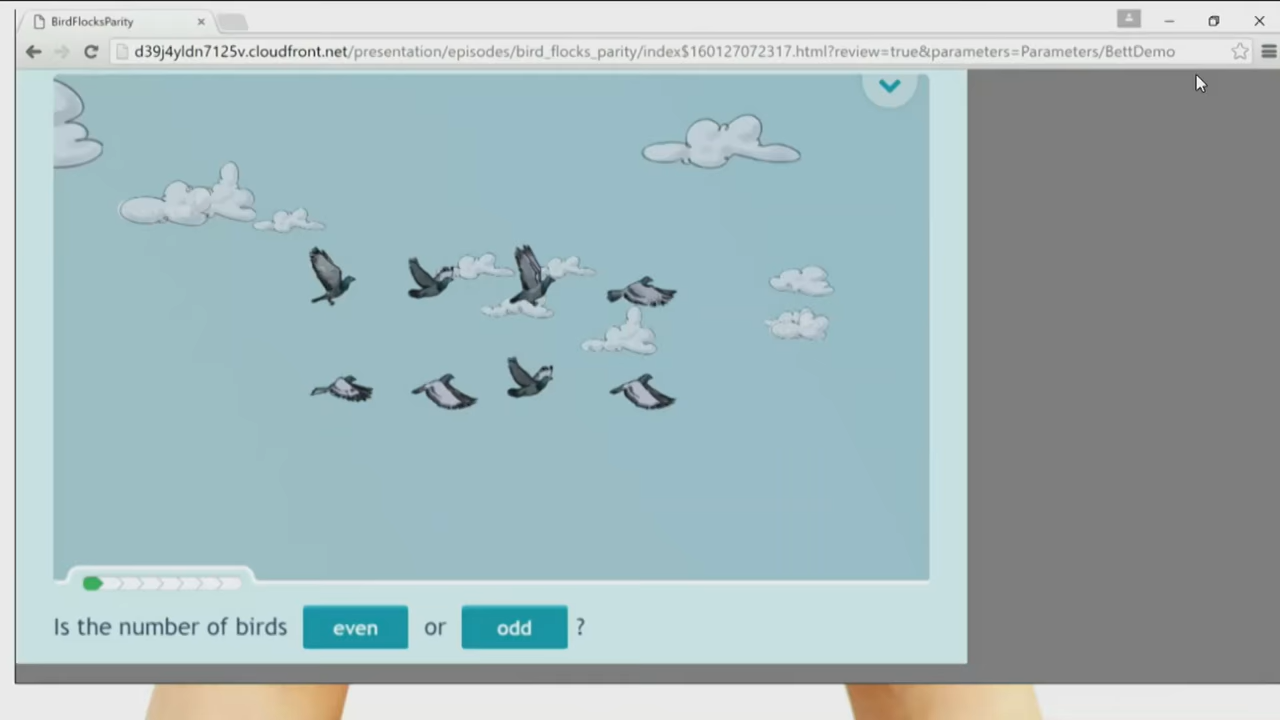 BirdFlocksParity
d39j4yldn7125v.cloudfront.net/presentation/episodes/bird_flocks_parity/index$160127072317.html?review=true&parameters=Parameters/BettDemo
Is the number of birds even or odd ?